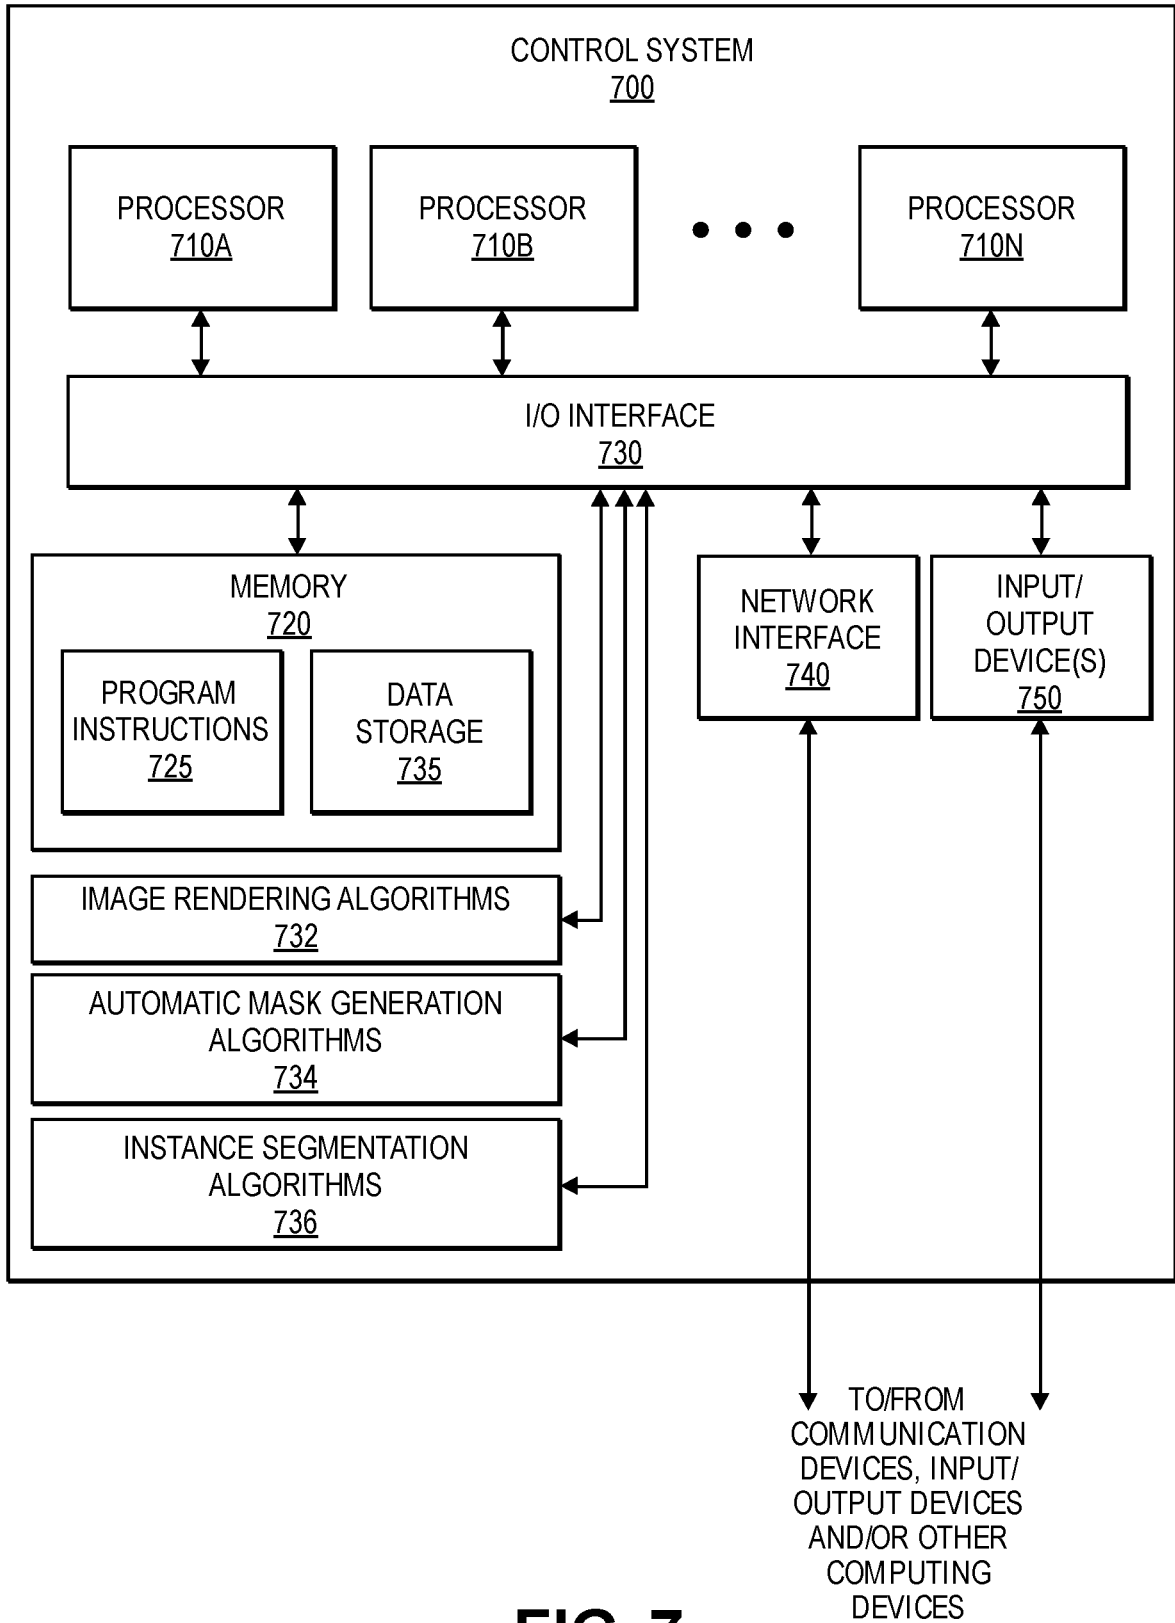 CONTROL SYSTEM
700
PROCESSOR
710A
PROCESSOR
710B
PROCESSOR
710N
I/O INTERFACE
730
MEMORY
720
PROGRAM
INSTRUCTIONS
725
DATA
STORAGE
735
NETWORK
INTERFACE
740
INPUT/
OUTPUT
DEVICE(S)
750
IMAGE RENDERING ALGORITHMS
732
AUTOMATIC MASK GENERATION
ALGORITHMS
734
INSTANCE SEGMENTATION
ALGORITHMS
736
TO/FROM
COMMUNICATION
DEVICES, INPUT/
OUTPUT DEVICES
AND/OR OTHER
COMPUTING
DEVICES